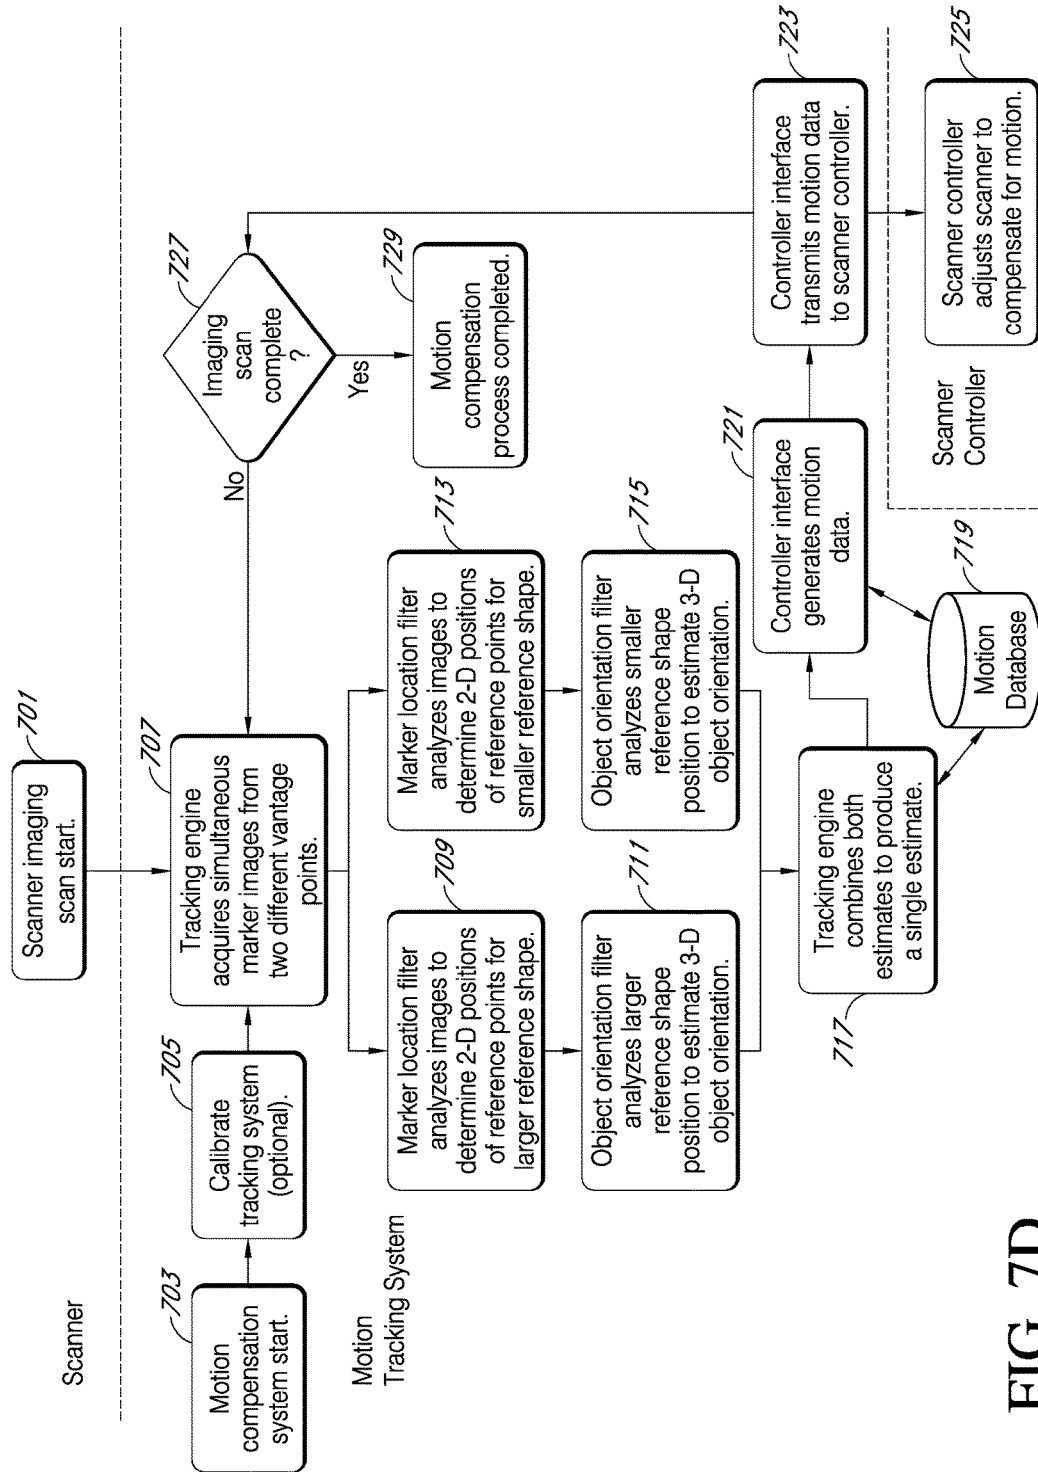 Scanner
701
Scanner imaging
scan start.
703
Motion
compensation
system start.
705
Calibrate
tracking system
(optional).
707
Tracking engine
acquires simultaneous
marker images from
two different vantage
points.
No
727
Imaging
scan
complete
?
Yes
729
Motion
compensation
process completed.
Motion
Tracking System
709
Marker location filter
analyzes images to
determine 2-D positions
of reference points for
larger reference shape.
713
Marker location filter
analyzes images to
determine 2-D positions
of reference points for
smaller reference shape.
711
Object orientation filter
analyzes larger
reference shape
position to estimate 3-D
object orientation.
715
Object orientation filter
analyzes smaller
reference shape
position to estimate 3-D
object orientation.
717
Tracking engine
combines both
estimates to produce
a single estimate.
719
Motion
Database
721
Controller interface
generates motion
data.
723
Controller interface
transmits motion data
to scanner controller.
Scanner
Controller
725
Scanner controller
adjusts scanner to
compensate for motion.
FIG. 7D